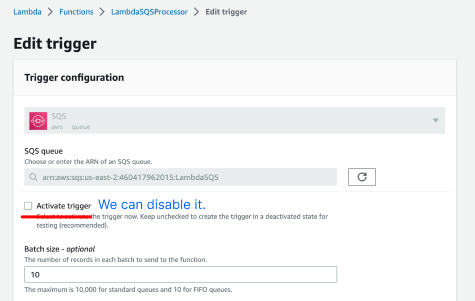 Lambda > Functions > LambdaSQSProcessor > Edit trigger
Edit trigger
Trigger configuration
SQS
aws queue
SQS queue
Choose or enter the ARN of an SQS queue.
arn:aws:sqs:us-east-2:460417962015:LambdaSQS
Activate trigger We can disable it.
Select to activate the trigger now. Keep unchecked to create the trigger in a deactivated state for
testing (recommended).
Batch size - optional
The number of records in each batch to send to the function.
10
The maximum is 10,000 for standard queues and 10 for FIFO queues.